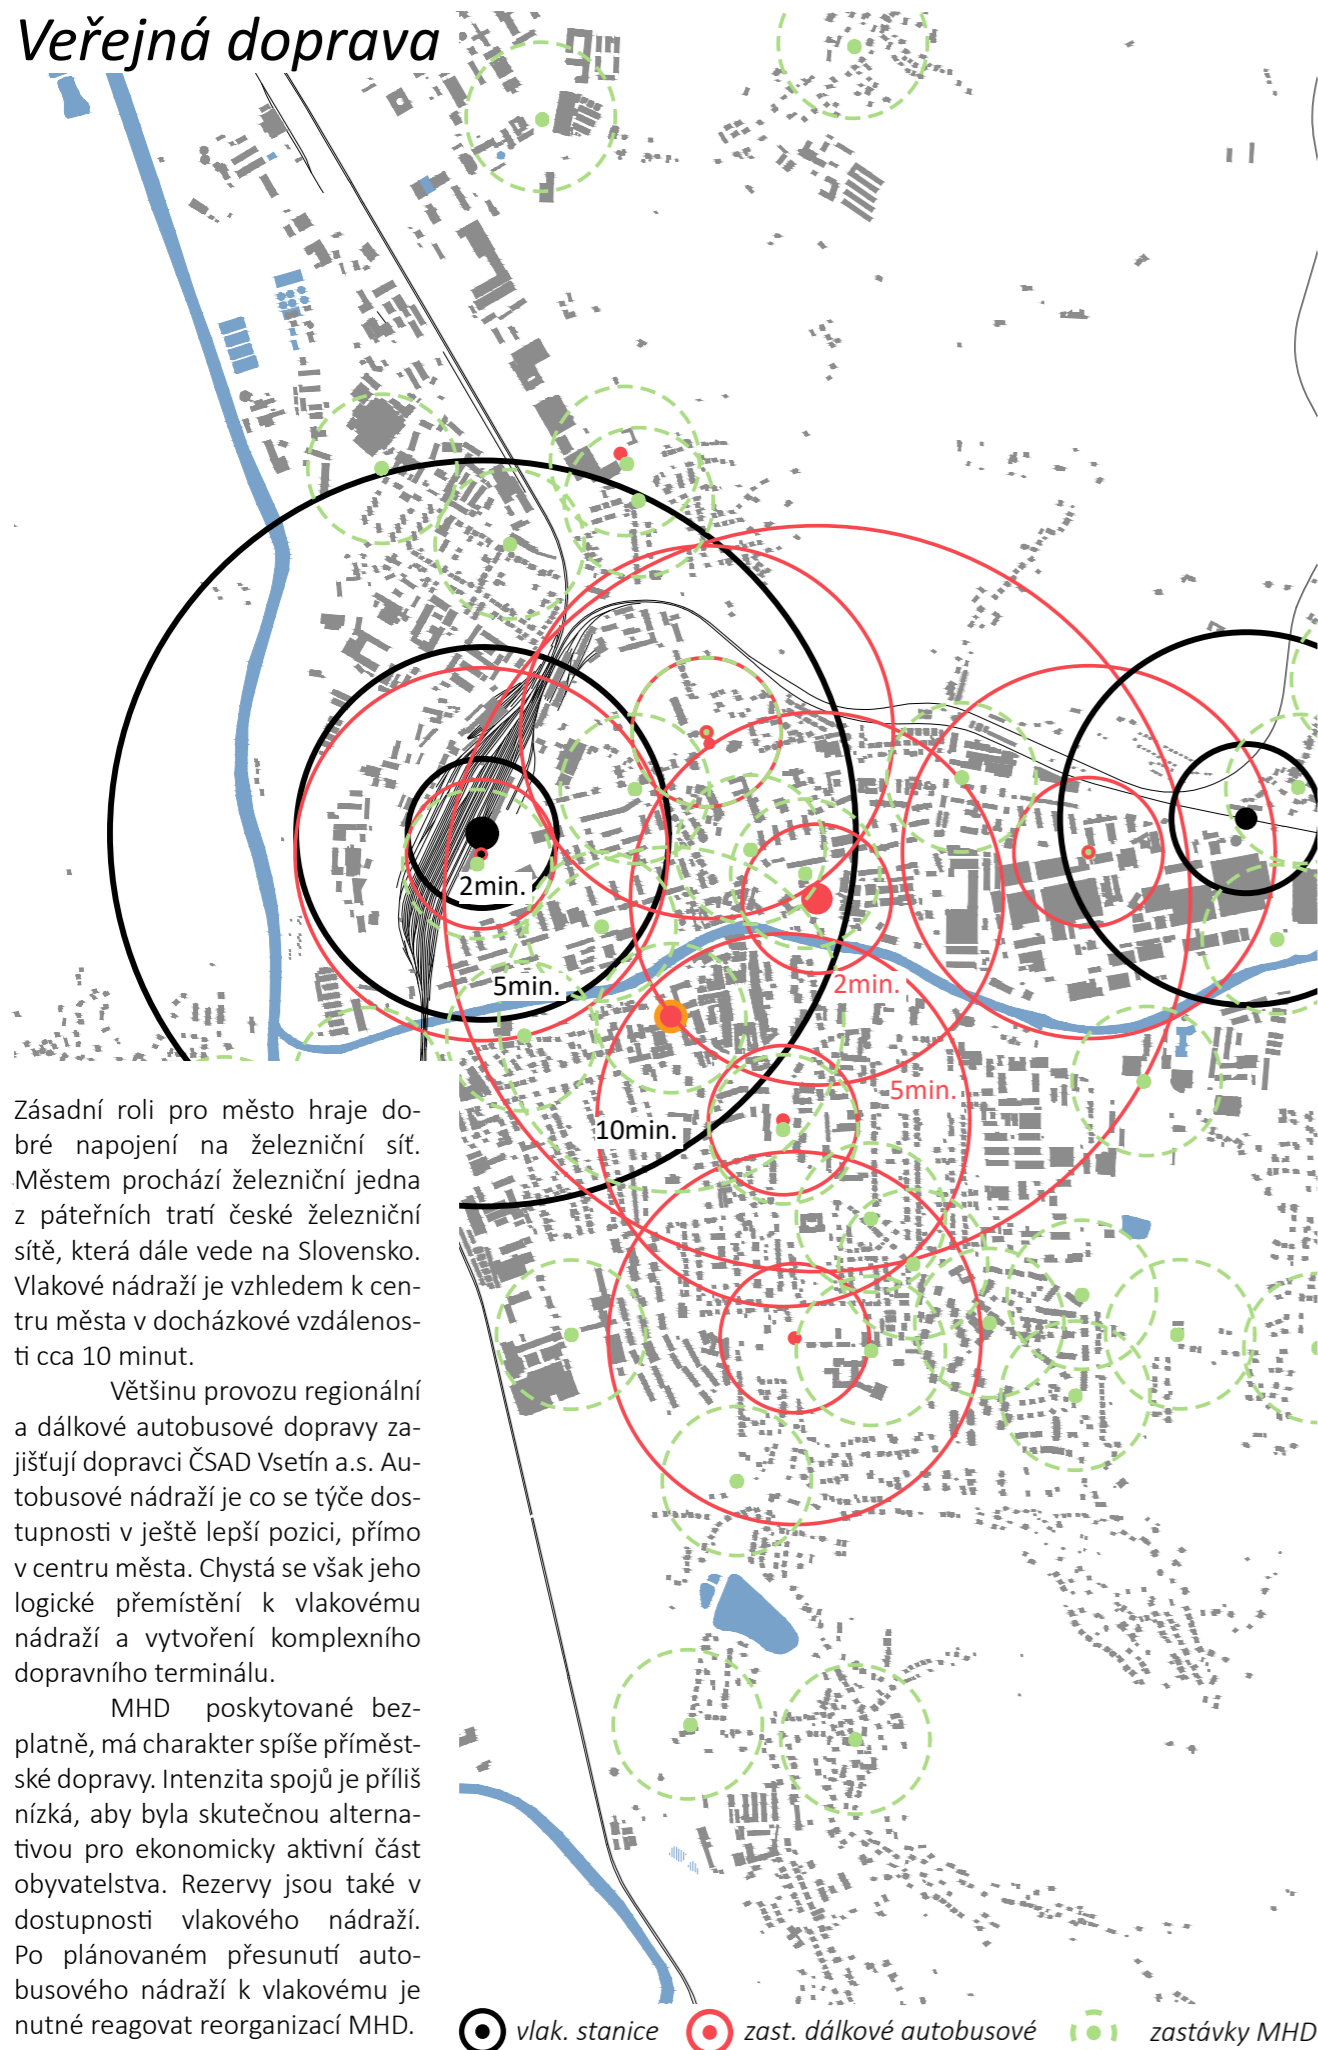 Veřejná doprava
2min.
5min.
2min.
5min.
10min.
Zásadní roli pro město hraje do-
bré napojení na železniční síť.
Městem prochází železniční jedna
z páteřních tratí české železniční
sítě, která dále vede na Slovensko.
Vlakové nádraží je vzhledem k cen-
tru města v docházkové vzdálenos-
ti cca 10 minut.
Většinu provozu regionální
a dálkové autobusové dopravy za-
jišťují dopravci ČSAD Vsetín a.s. Au-
tobusové nádraží je co se týče dos-
tupnosti v ještě lepší pozici, přímo
v centru města. Chystá se však jeho
logické přemístění k vlakovému
nádraží a vytvoření komplexního
dopravního terminálu.
MHD poskytované bez-
platně, má charakter spíše příměst-
ské dopravy. Intenzita spojů je příliš
nízká, aby byla skutečnou alterna-
tivou pro ekonomicky aktivní část
obyvatelstva. Rezervy jsou také v
dostupnosti vlakového nádraží.
Po plánovaném přesunutí auto-
busového nádraží k vlakovému je
nutné reagovat reorganizací MHD.
vlak. stanice
zast. dálkové autobusové
zastávky MHD